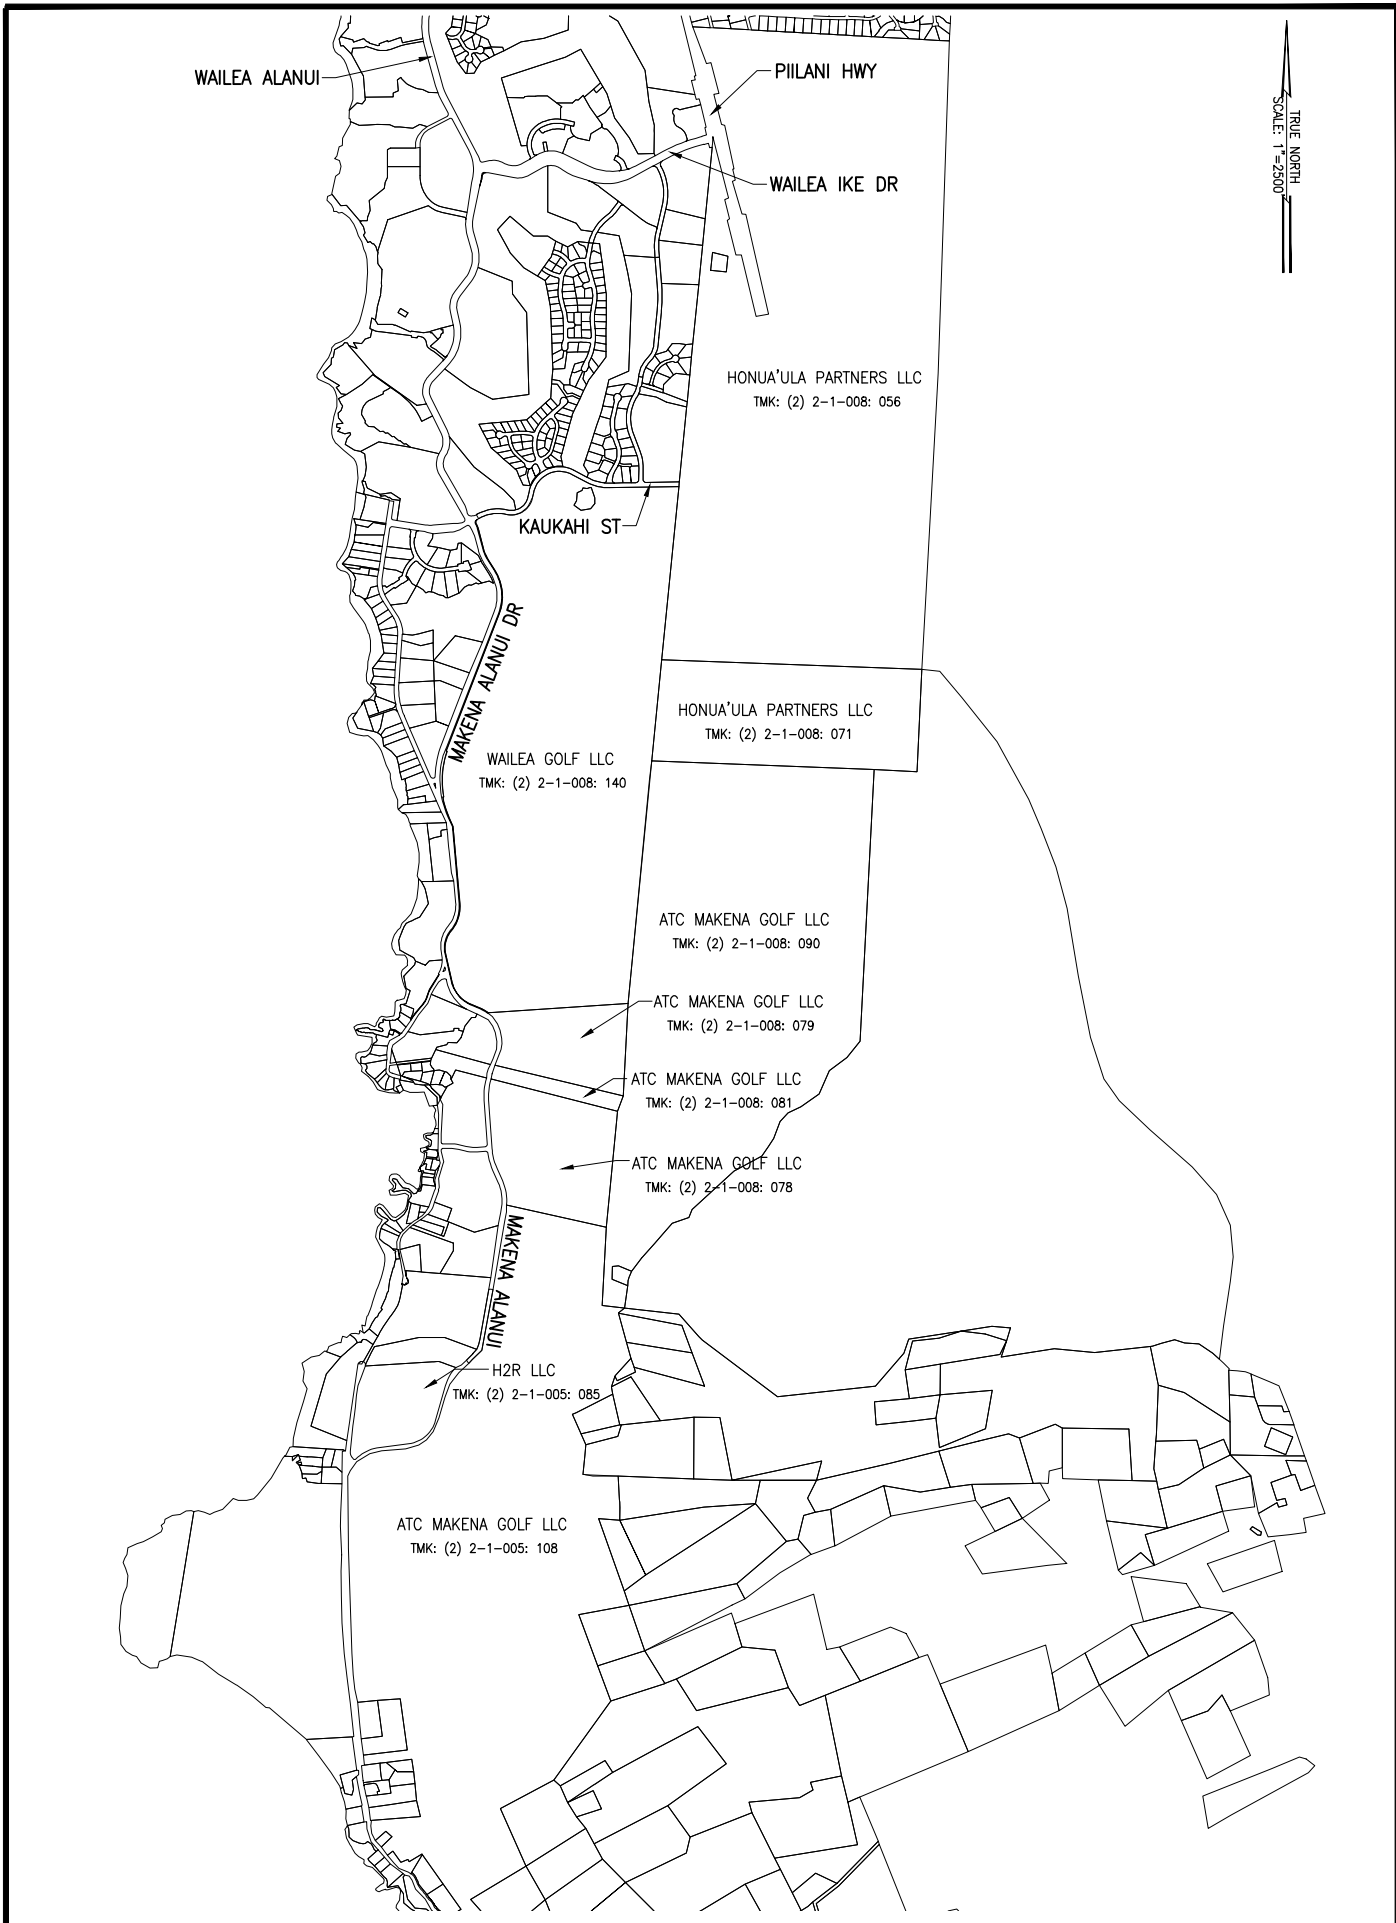 WAILEA ALANUI
PIILANI HWY
TRUE NORTH
SCALE: 1"=2500'
WAILEA IKE DR
HONUA'ULA PARTNERS LLC
TMK: (2) 2-1-008: 056
KAUKAHI ST
MAKENA ALANUI DR
HONUA'ULA PARTNERS LLC
TMK: (2) 2-1-008: 071
WAILEA GOLF LLC
TMK: (2) 2-1-008: 140
ATC MAKENA GOLF LLC
TMK: (2) 2-1-008: 090
ATC MAKENA GOLF LLC
TMK: (2) 2-1-008: 079
ATC MAKENA GOLF LLC
TMK: (2) 2-1-008: 081
ATC MAKENA GOLF LLC
TMK: (2) 2-1-008: 078
MAKENA ALANUI
H2R LLC
TMK: (2) 2-1-005: 085
ATC MAKENA GOLF LLC
TMK: (2) 2-1-005: 108